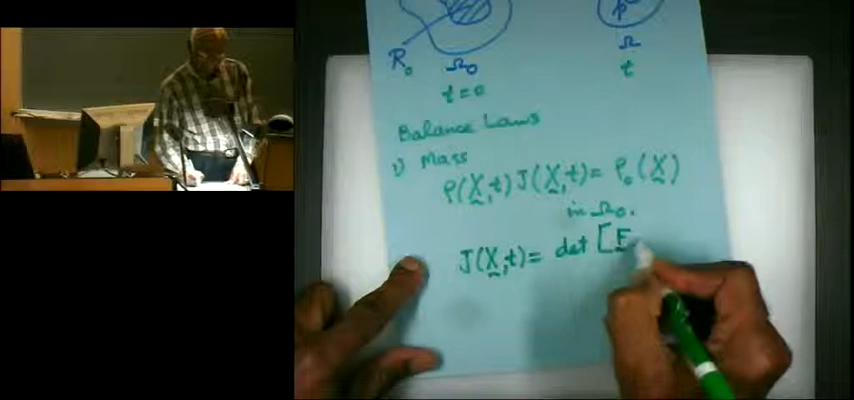 R₀ Ω₀ Ω
t=0 t
Balance Laws
1) Mass
ρ(X,t) J(X,t) = ρ₀(X)
in Ω₀.
J(X,t) = det [F